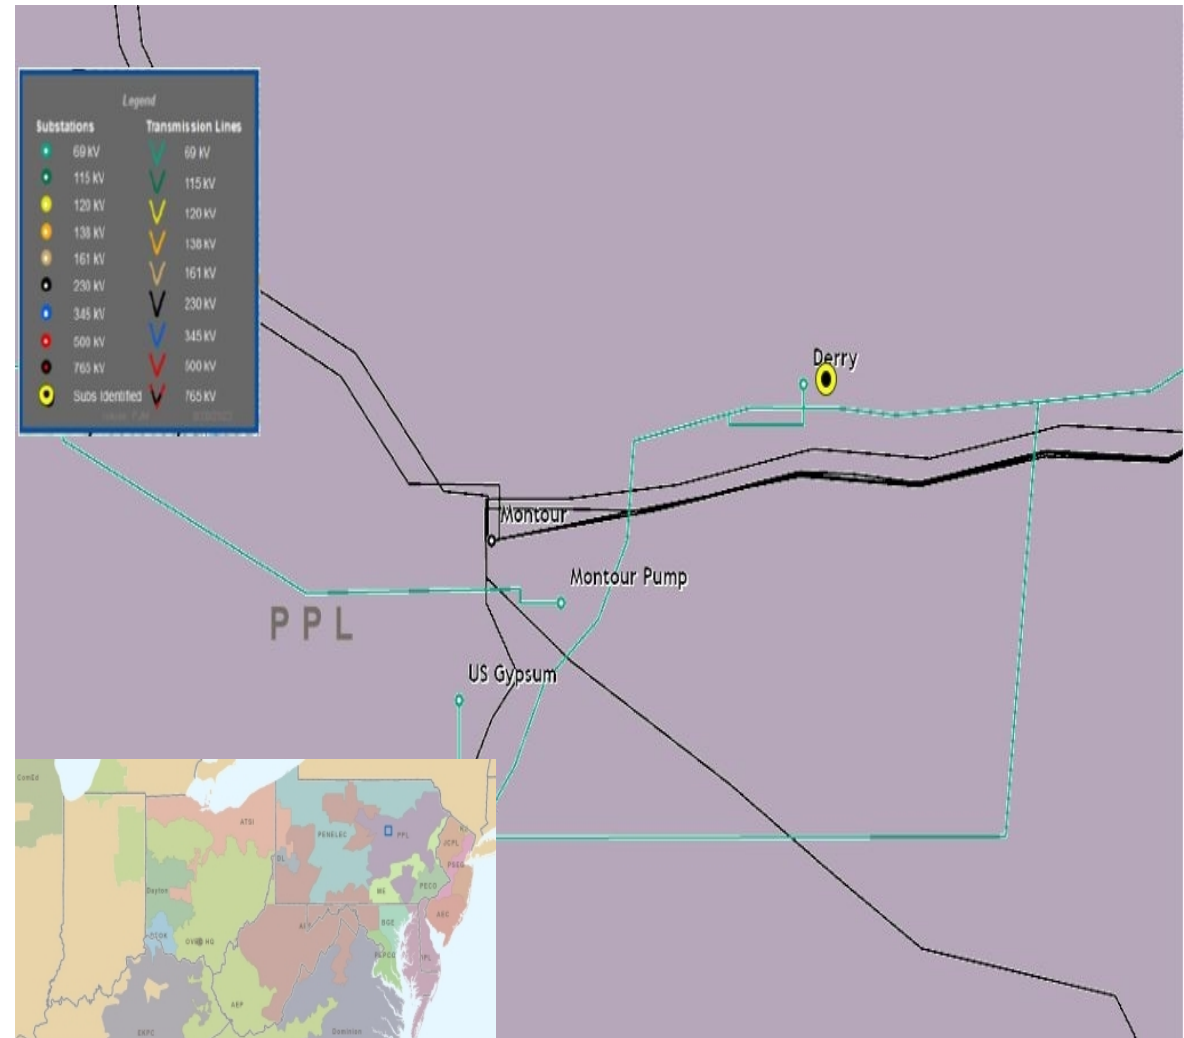 Legend
Substations Transmission Lines
69 kV 69 kV
115 kV 115 kV
120 kV 120 kV
138 kV 138 kV
161 kV 161 kV
230 kV 230 kV
345 kV 345 kV
500 kV 500 kV
765 kV
Subs Identified 765 kV
Derry
Montour
Montour Pump
PPL
US Gypsum
ComEd
ATSI
PENELEC
PPL
JCPL
DL
PSEG
Dayton
ME
PECO
AEC
BGE
PEPCO
DPL
AEP
EKPC
Dominion